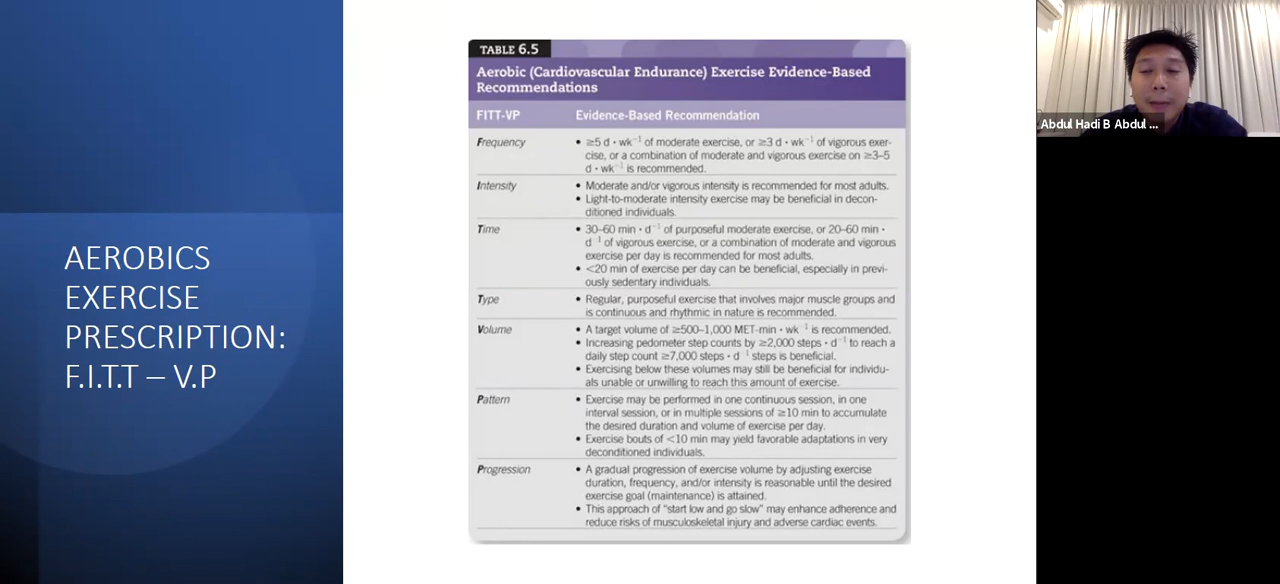 AEROBICS
EXERCISE
PRESCRIPTION:
F.I.T.T – V.P
TABLE 6.5
Aerobic (Cardiovascular Endurance) Exercise Evidence-Based
Recommendations
FITT-VP Evidence-Based Recommendation
Frequency • ≥5 d · wk⁻¹ of moderate exercise, or ≥3 d · wk⁻¹ of vigorous exer-
cise, or a combination of moderate and vigorous exercise on ≥3–5
d · wk⁻¹ is recommended.
Intensity • Moderate and/or vigorous intensity is recommended for most adults.
• Light-to-moderate intensity exercise may be beneficial in decon-
ditioned individuals.
Time • 30–60 min · d⁻¹ of purposeful moderate exercise, or 20–60 min ·
d⁻¹ of vigorous exercise, or a combination of moderate and vigorous
exercise per day is recommended for most adults.
• <20 min of exercise per day can be beneficial, especially in previ-
ously sedentary individuals.
Type • Regular, purposeful exercise that involves major muscle groups and
is continuous and rhythmic in nature is recommended.
Volume • A target volume of ≥500–1,000 MET-min · wk⁻¹ is recommended.
• Increasing pedometer step counts by ≥2,000 steps · d⁻¹ to reach a
daily step count ≥7,000 steps · d⁻¹ steps is beneficial.
• Exercising below these volumes may still be beneficial for individu-
als unable or unwilling to reach this amount of exercise.
Pattern • Exercise may be performed in one continuous session, in one
interval session, or in multiple sessions of ≥10 min to accumulate
the desired duration and volume of exercise per day.
• Exercise bouts of <10 min may yield favorable adaptations in very
deconditioned individuals.
Progression • A gradual progression of exercise volume by adjusting exercise
duration, frequency, and/or intensity is reasonable until the desired
exercise goal (maintenance) is attained.
• This approach of “start low and go slow” may enhance adherence and
reduce risks of musculoskeletal injury and adverse cardiac events.
Abdul Hadi B Abdul ...